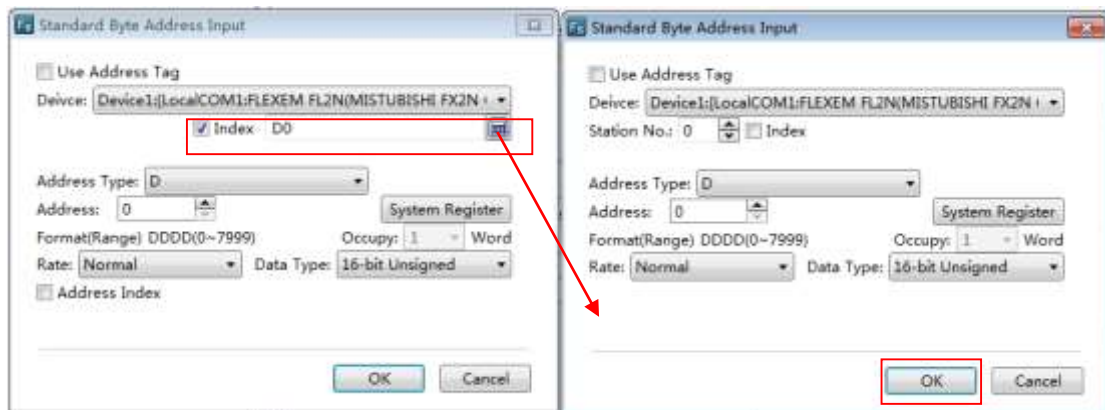 Standard Byte Address Input
Use Address Tag
Deivce: Device1:[LocalCOM1:FLEXEM FL2N(MISTUBISHI FX2N
Index D0
Address Type: D
Address: 0 System Register
Format(Range) DDDD(0~7999) Occupy: 1 Word
Rate: Normal Data Type: 16-bit Unsigned
Address Index
OK Cancel
Standard Byte Address Input
Use Address Tag
Deivce: Device1:[LocalCOM1:FLEXEM FL2N(MISTUBISHI FX2N
Station No.: 0 Index
Address Type: D
Address: 0 System Register
Format(Range) DDDD(0~7999) Occupy: 1 Word
Rate: Normal Data Type: 16-bit Unsigned
OK Cancel